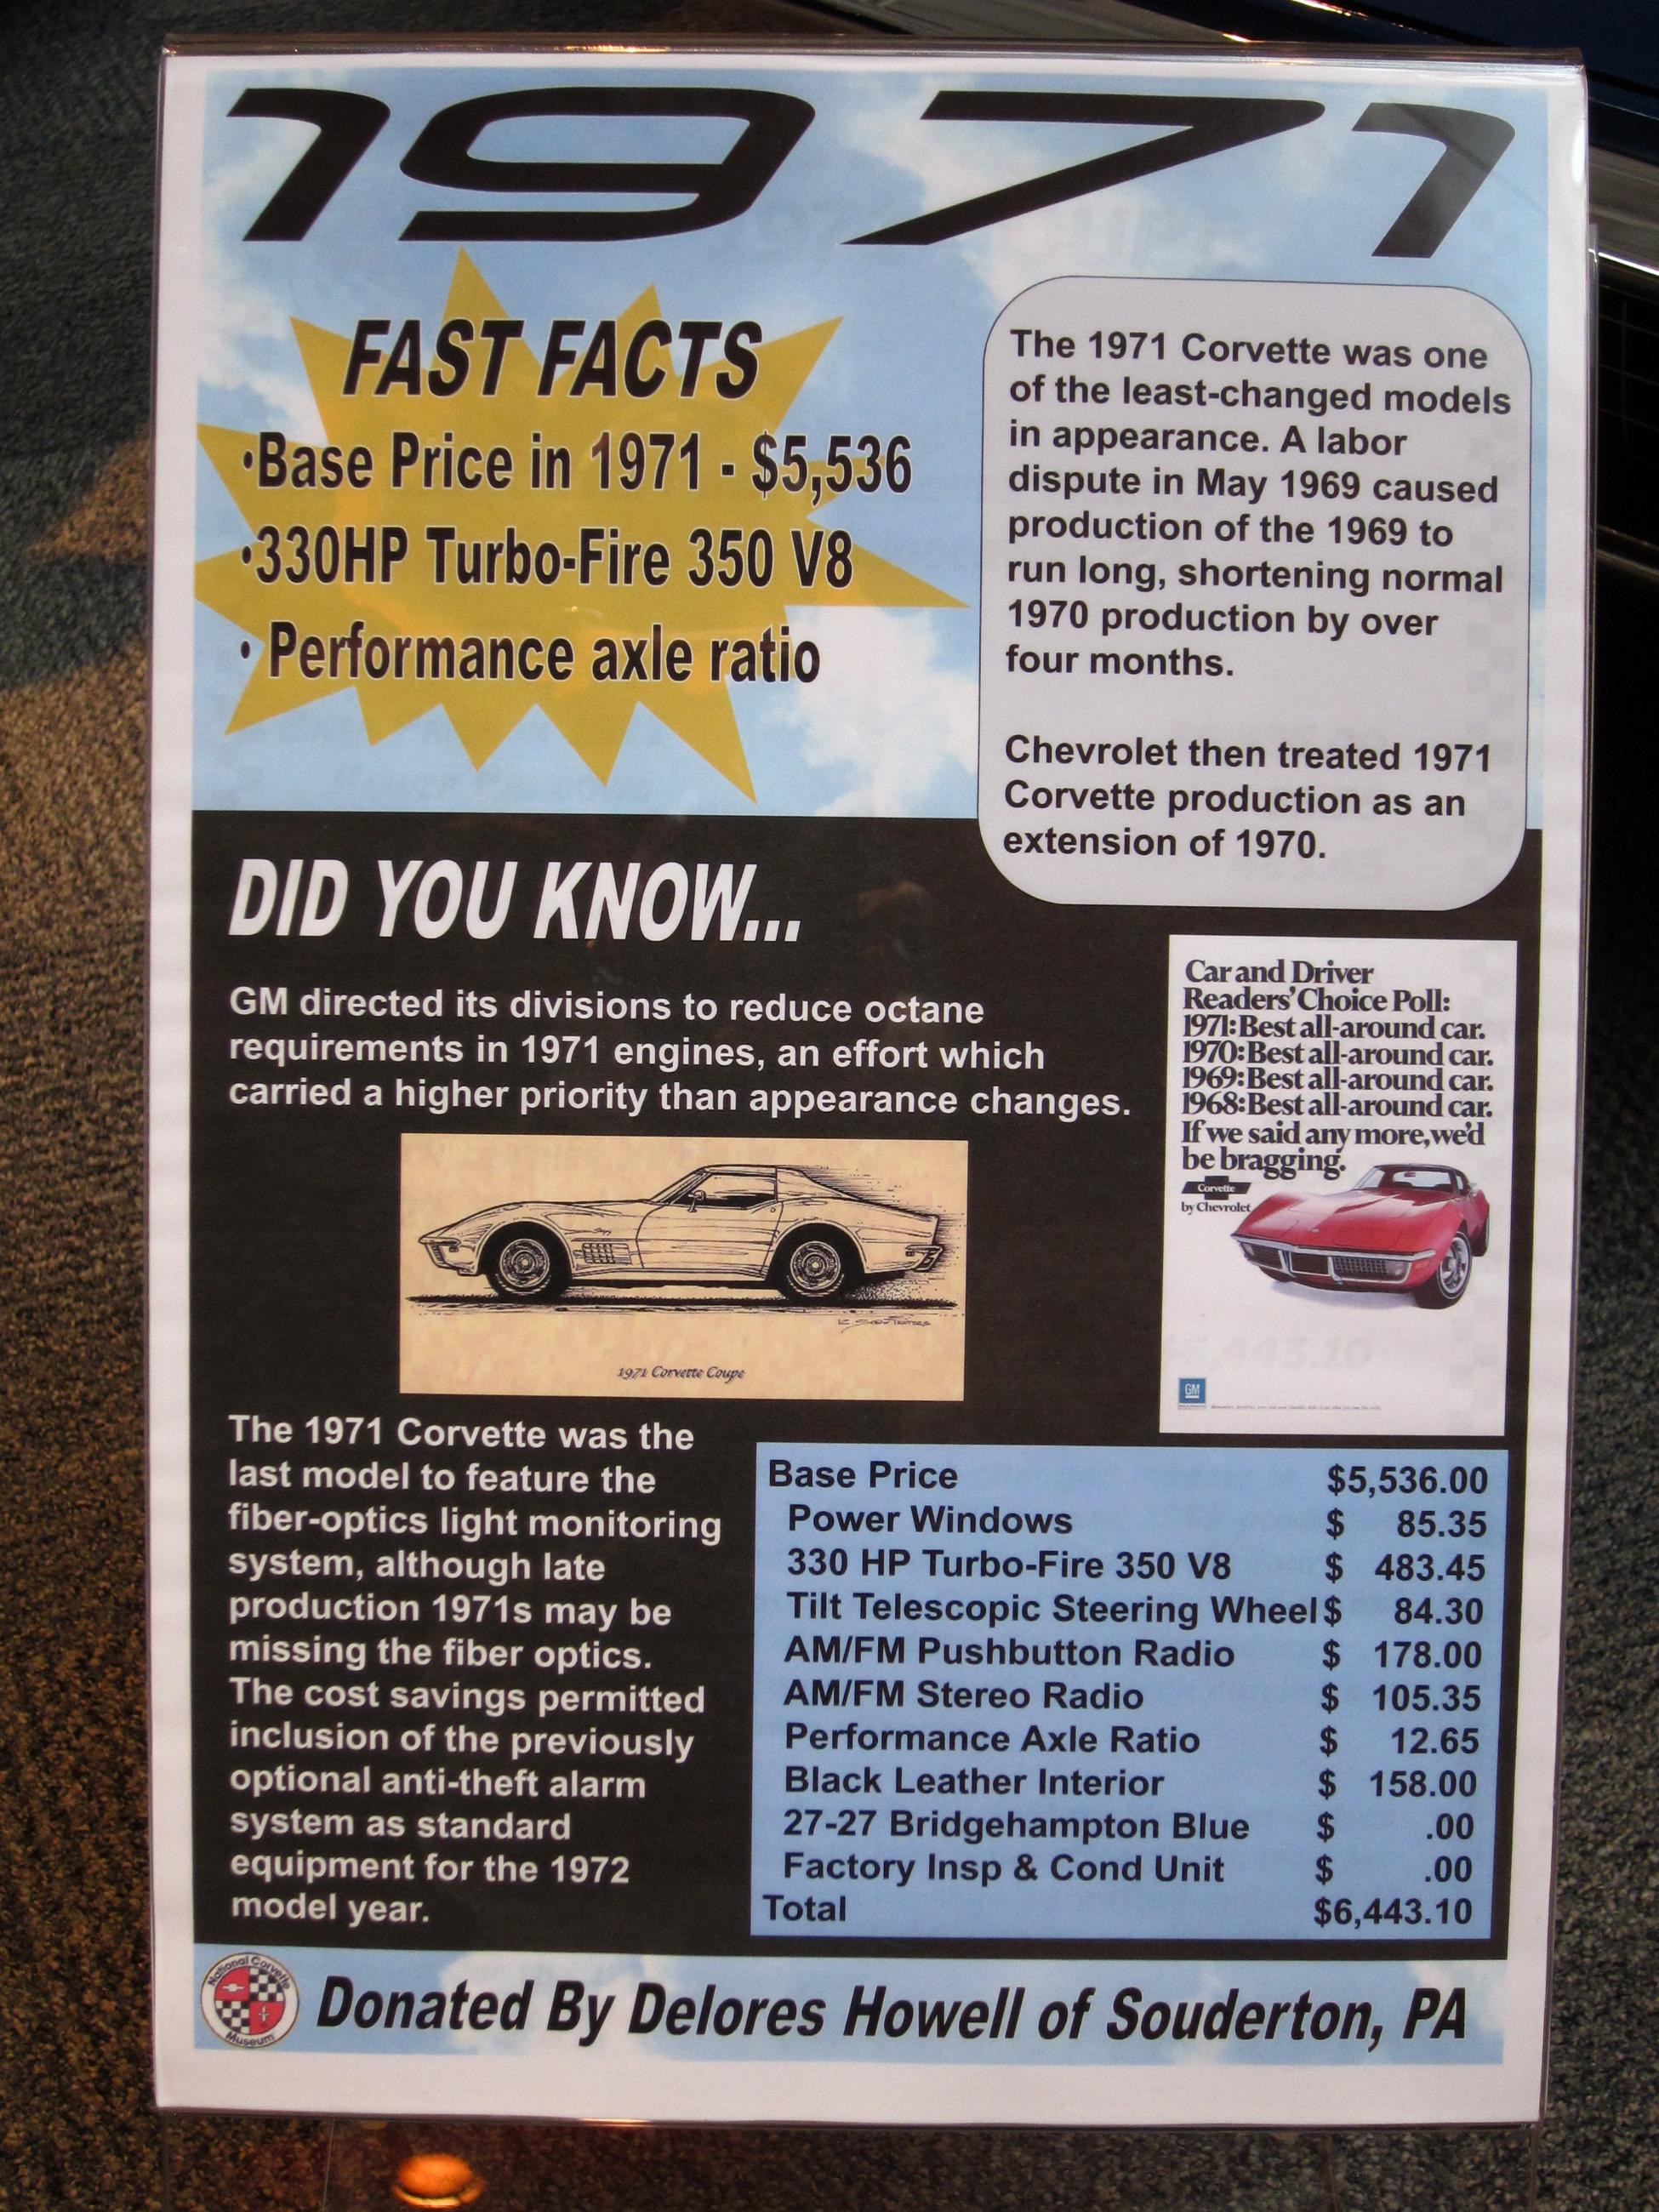 1971
FAST FACTS
•Base Price in 1971 - $5,536
•330HP Turbo-Fire 350 V8
• Performance axle ratio
The 1971 Corvette was one
of the least-changed models
in appearance. A labor
dispute in May 1969 caused
production of the 1969 to
run long, shortening normal
1970 production by over
four months.
Chevrolet then treated 1971
Corvette production as an
extension of 1970.
DID YOU KNOW...
GM directed its divisions to reduce octane
requirements in 1971 engines, an effort which
carried a higher priority than appearance changes.
Car and Driver
Readers' Choice Poll:
1971: Best all-around car.
1970: Best all-around car.
1969: Best all-around car.
1968: Best all-around car.
If we said any more, we'd
be bragging.
Corvette
by Chevrolet
GM
1971 Corvette Coupe
The 1971 Corvette was the
last model to feature the
fiber-optics light monitoring
system, although late
production 1971s may be
missing the fiber optics.
The cost savings permitted
inclusion of the previously
optional anti-theft alarm
system as standard
equipment for the 1972
model year.
Base Price $5,536.00
Power Windows $ 85.35
330 HP Turbo-Fire 350 V8 $ 483.45
Tilt Telescopic Steering Wheel $ 84.30
AM/FM Pushbutton Radio $ 178.00
AM/FM Stereo Radio $ 105.35
Performance Axle Ratio $ 12.65
Black Leather Interior $ 158.00
27-27 Bridgehampton Blue $ .00
Factory Insp & Cond Unit $ .00
Total $6,443.10
National Corvette
Museum
Donated By Delores Howell of Souderton, PA